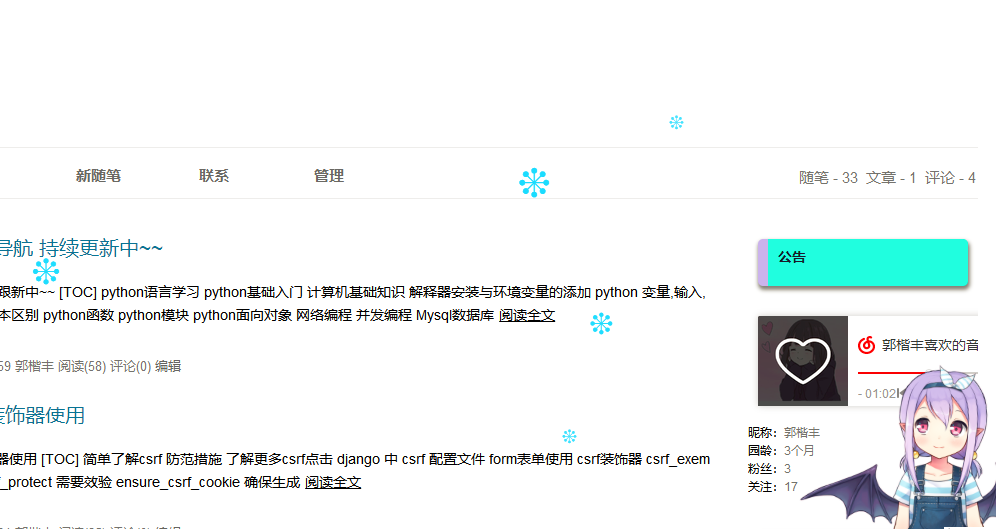 新随笔 联系 管理
随笔 - 33 文章 - 1 评论 - 4
导航 持续更新中~~
跟新中~~ [TOC] python语言学习 python基础入门 计算机基础知识 解释器安装与环境变量的添加 python 变量,输入,
本区别 python函数 python模块 python面向对象 网络编程 并发编程 Mysql数据库 阅读全文
59 郭楷丰 阅读(58) 评论(0) 编辑
装饰器使用
器使用 [TOC] 简单了解csrf 防范措施 了解更多csrf点击 django 中 csrf 配置文件 form表单使用 csrf装饰器 csrf_exem
_protect 需要效验 ensure_csrf_cookie 确保生成 阅读全文
公告
郭楷丰喜欢的音
- 01:02
昵称：郭楷丰
园龄：3个月
粉丝：3
关注：17